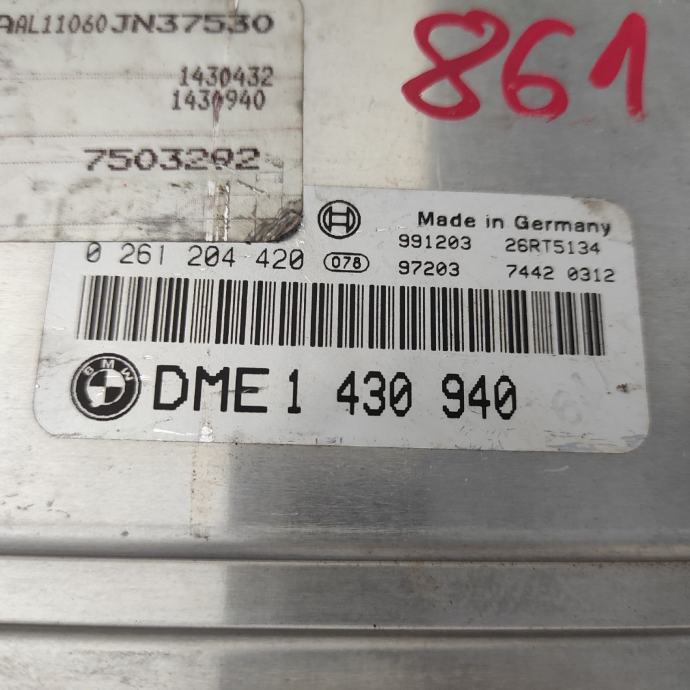 AAL11060JN37530
1430432
1430940
7503292
861
Made in Germany
991203 26RT5134
0 261 204 420 078 97203 7442 0312
BMW
DME 1 430 940